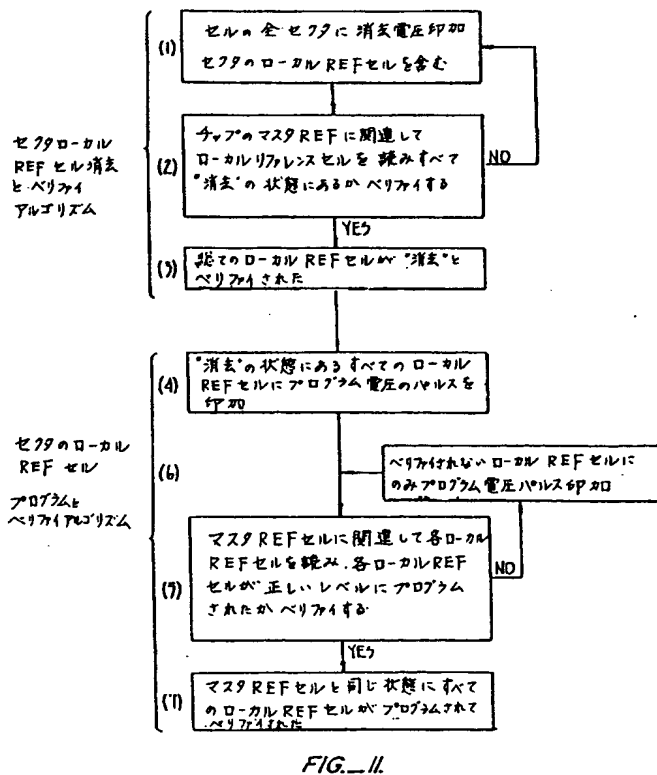 (1)
セルの全セクタに消去電圧印加
セクタのローカルREFセルを含む
セクタローカル
REFセル消去
とベリファイ
アルゴリズム
(2)
チップのマスタREFに関連して
ローカルリファレンスセルを読みすべて
"消去"の状態にあるかベリファイする
NO
YES
(3)
総てのローカルREFセルが"消去"と
ベリファイされた
(4)
"消去"の状態にあるすべてのローカル
REFセルにプログラム電圧のパルスを
印加
セクタのローカル
REFセル
プログラムと
ベリファイアルゴリズム
(6)
ベリファイされないローカルREFセルに
のみプログラム電圧パルス印加
(5)
マスタREFセルに関連して各ローカル
REFセルを読み、各ローカルREF
セルが正しいレベルにプログラム
されたかベリファイする
NO
YES
(7)
マスタREFセルと同じ状態にすべて
のローカルREFセルがプログラムされて
ベリファイされた
FIG._11.